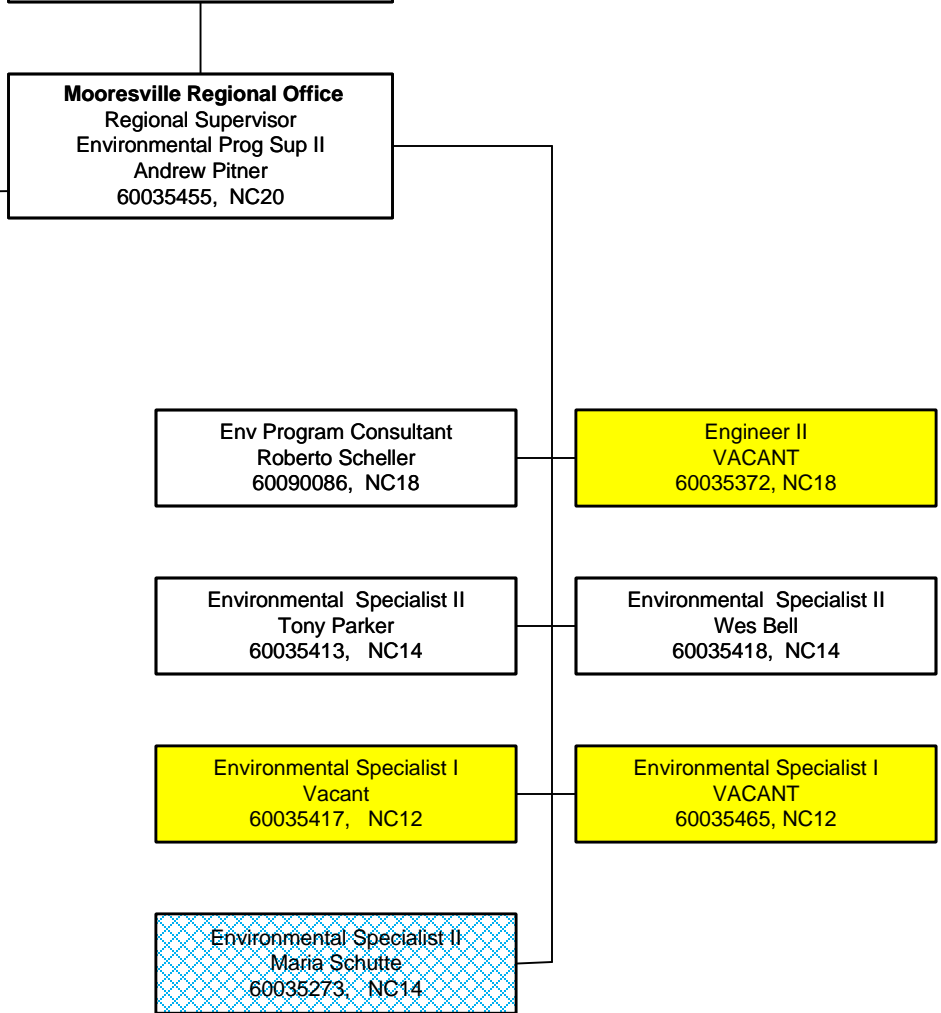 Mooresville Regional Office
Regional Supervisor
Environmental Prog Sup II
Andrew Pitner
60035455, NC20
Env Program Consultant
Roberto Scheller
60090086, NC18
Engineer II
VACANT
60035372, NC18
Environmental Specialist II
Tony Parker
60035413, NC14
Environmental Specialist II
Wes Bell
60035418, NC14
Environmental Specialist I
Vacant
60035417, NC12
Environmental Specialist I
VACANT
60035465, NC12
Environmental Specialist II
Maria Schutte
60035273, NC14